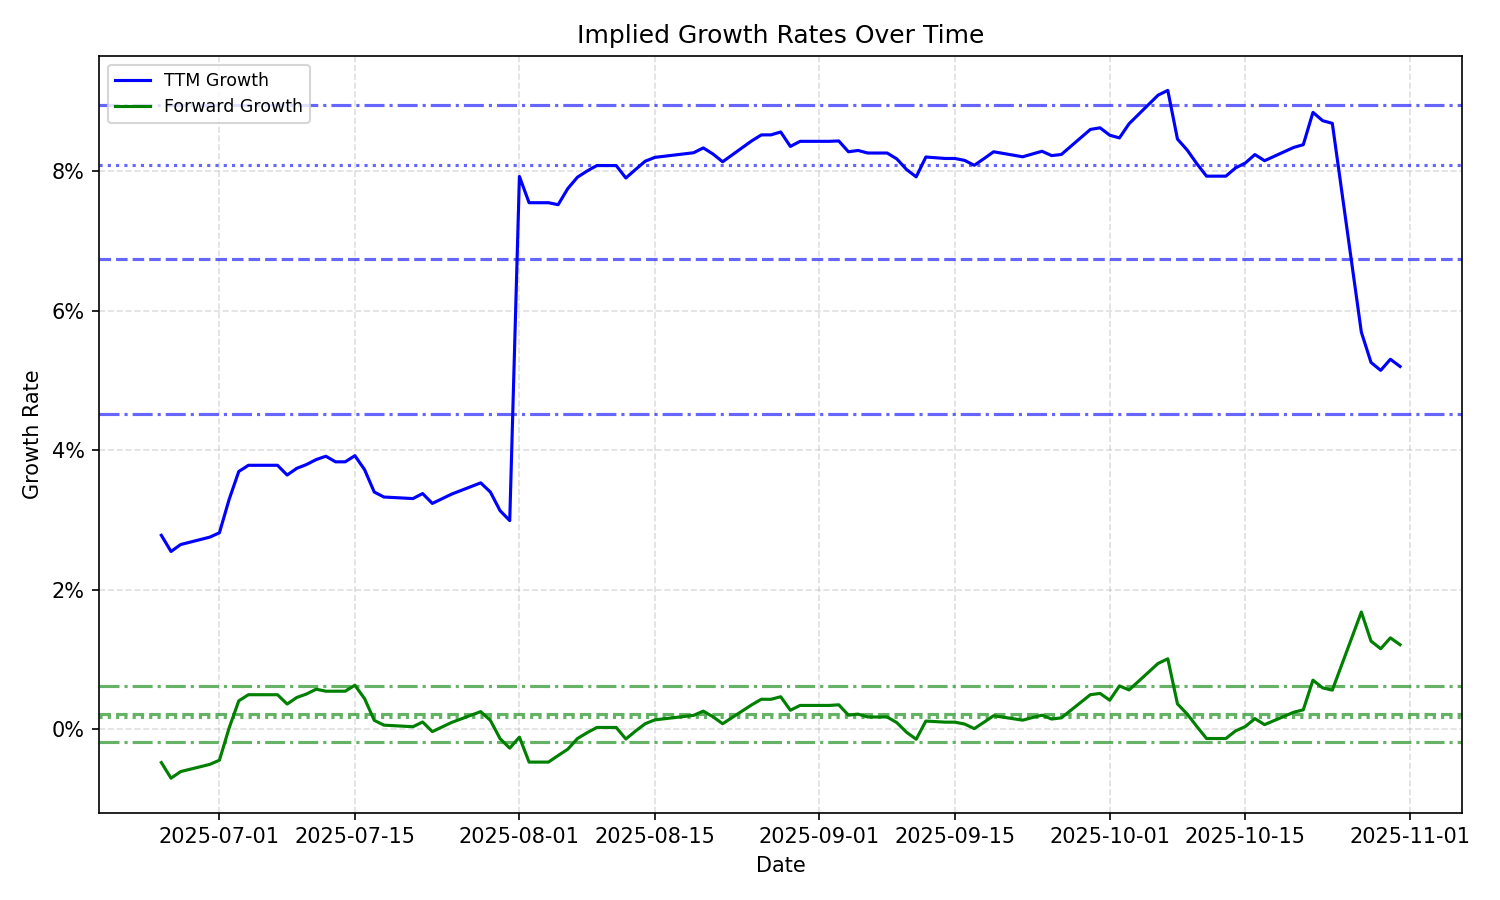 Implied Growth Rates Over Time
TTM Growth
Forward Growth
8%
6%
4%
2%
0%
Growth Rate
2025-07-01 2025-07-15 2025-08-01 2025-08-15 2025-09-01 2025-09-15 2025-10-01 2025-10-15 2025-11-01
Date